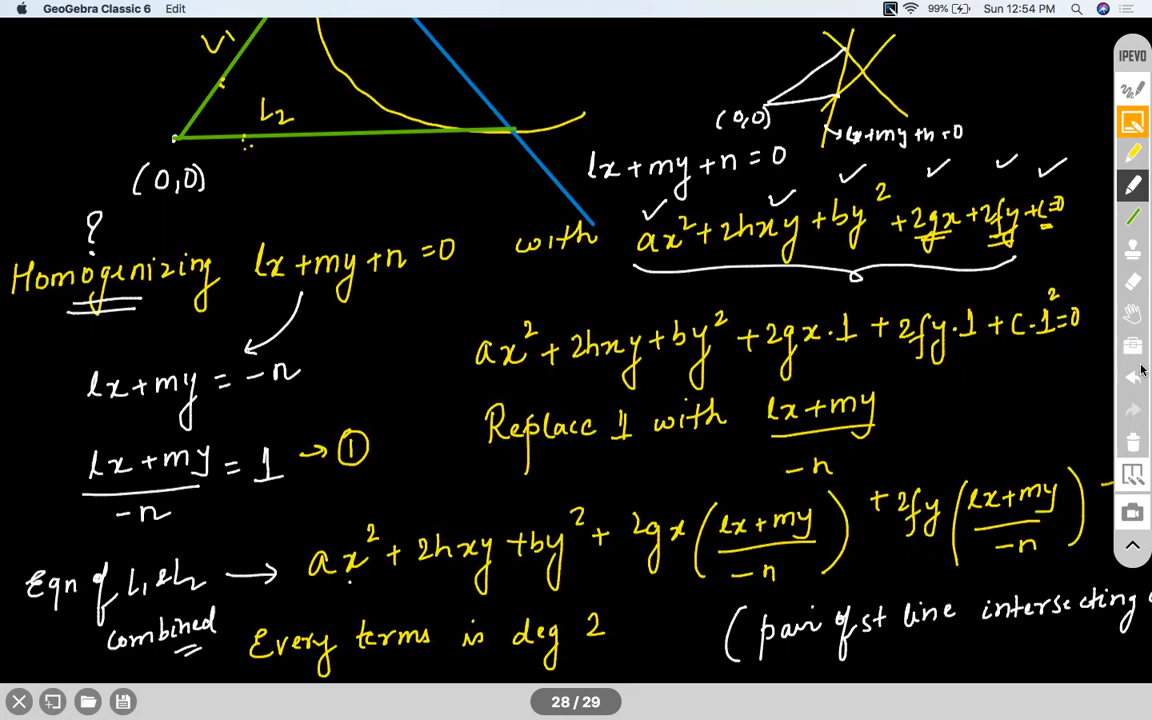 GeoGebra Classic 6 Edit 99% Sun 12:54 PM
IPEVO
L2
(0,0)
(0,0)
lx+my+n=0
lx+my+n=0
?
Homogenizing lx+my+n=0 with ax²+2hxy+by²+2gx+2fy+c=0
lx+my=-n
ax²+2hxy+by²+2gx·1+2fy·1+c·1²=0
Replace 1 with (lx+my)/-n
(lx+my)/-n = 1 → ①
Eqn of L1 & L2 → ax²+2hxy+by²+2gx((lx+my)/-n)+2fy((lx+my)/-n)
combined
Every terms is deg 2
(pair of st line intersecting
28 / 29